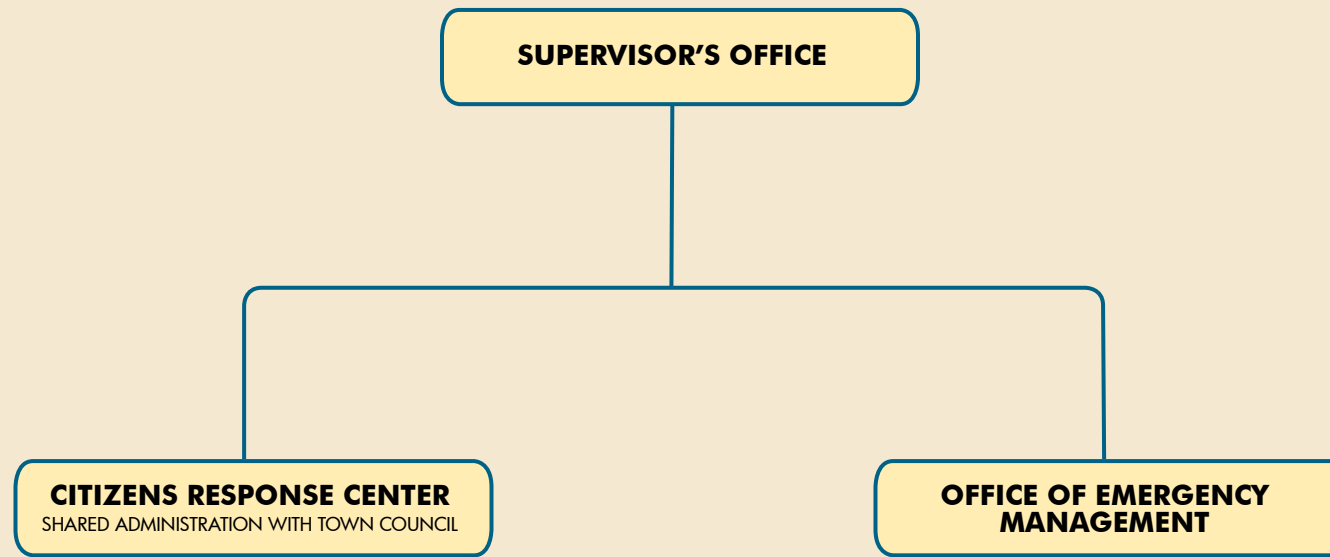 SUPERVISOR’S OFFICE
CITIZENS RESPONSE CENTER
SHARED ADMINISTRATION WITH TOWN COUNCIL
OFFICE OF EMERGENCY
MANAGEMENT